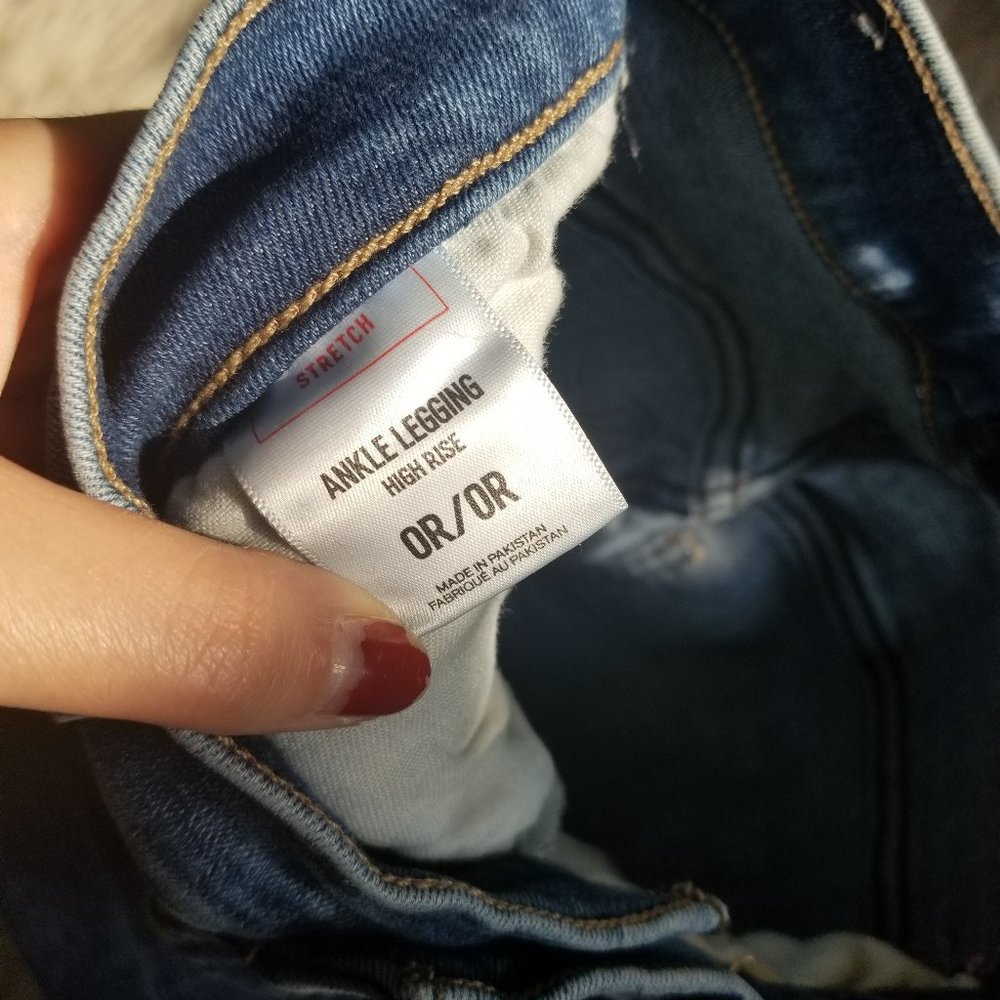 STRETCH
ANKLE LEGGING
HIGH RISE
0R/0R
MADE IN PAKISTAN
FABRIQUÉ AU PAKISTAN